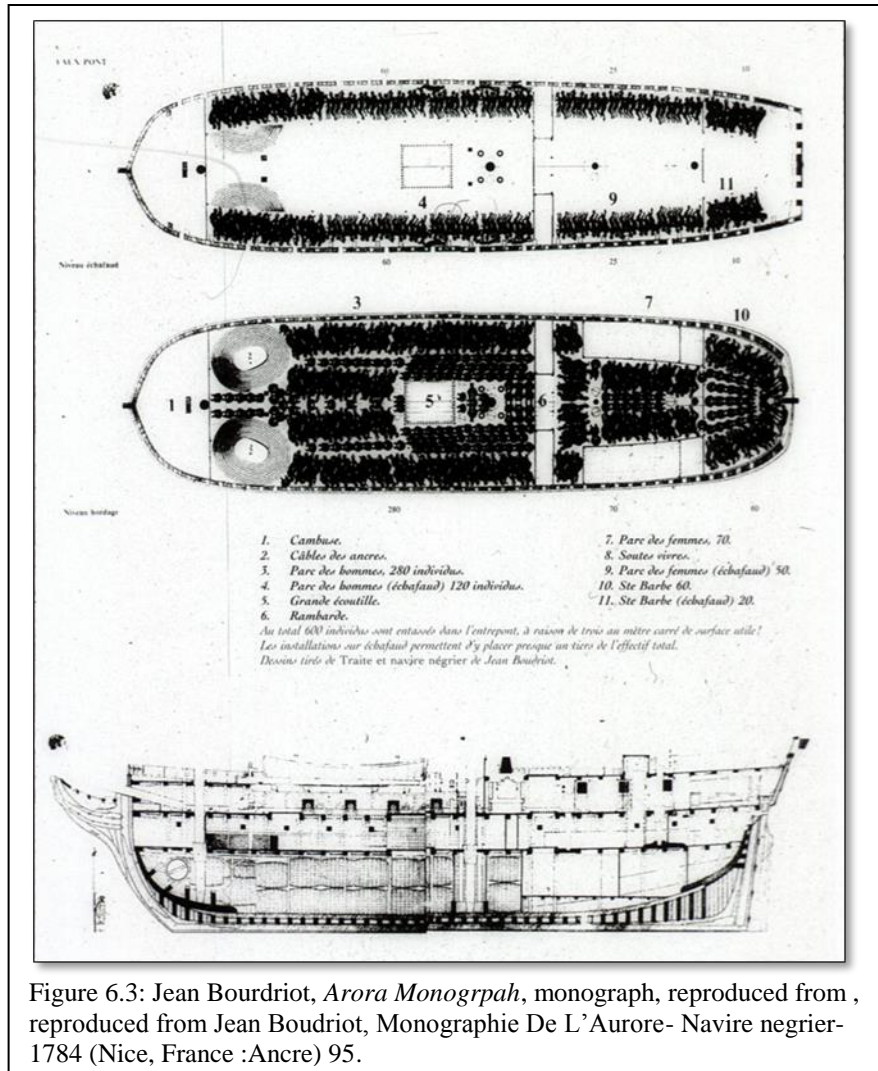 FAUX PONT
60 25 10
4 9 11
Niveau échafaud
60 25 10
3 7 10
1 5 6
Niveau bordage
280 70 60
1. Cambuse.
2. Câbles des ancres.
3. Parc des hommes, 280 individus.
4. Parc des hommes (échafaud) 120 individus.
5. Grande écoutille.
6. Rambarde.
7. Parc des femmes, 70.
8. Soutes vivres.
9. Parc des femmes (échafaud) 50.
10. Ste Barbe 60.
11. Ste Barbe (échafaud) 20.
Au total 600 individus sont entassés dans l'entrepont, à raison de trois au mètre carré de surface utile!
Les installations sur échafaud permettent d'y placer presque un tiers de l'effectif total.
Dessins tirés de Traite et navire négrier de Jean Boudriot.
Figure 6.3: Jean Bourdriot, Arora Monogrpah, monograph, reproduced from ,
reproduced from Jean Boudriot, Monographie De L'Aurore- Navire negrier-
1784 (Nice, France :Ancre) 95.